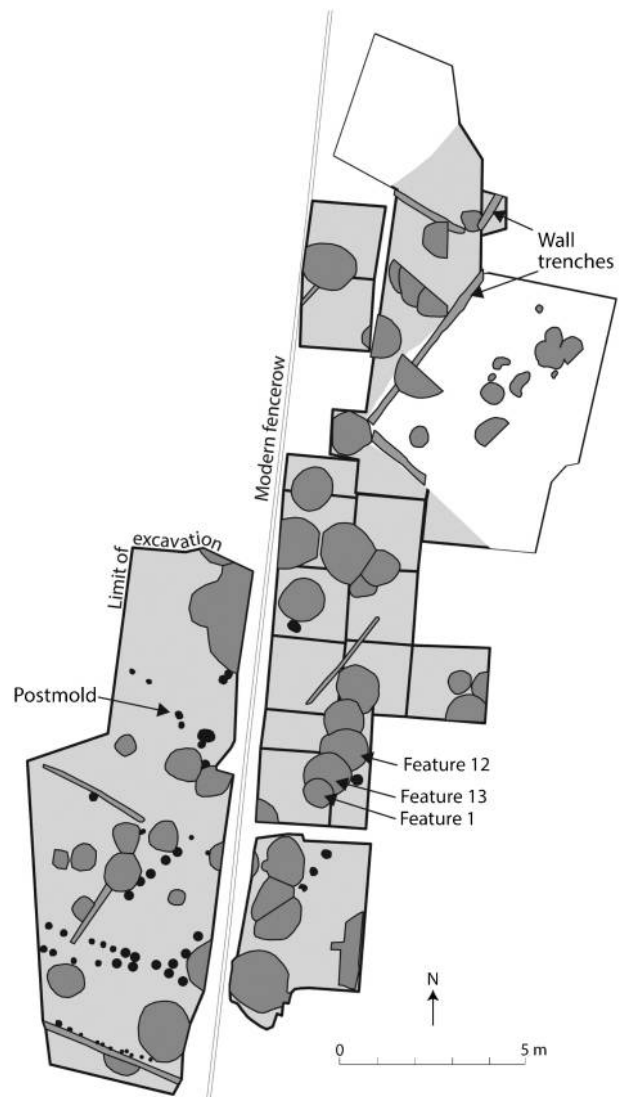 Wall
trenches
Modern fencerow
Limit of excavation
Postmold
Feature 12
Feature 13
Feature 1
N
0 5 m